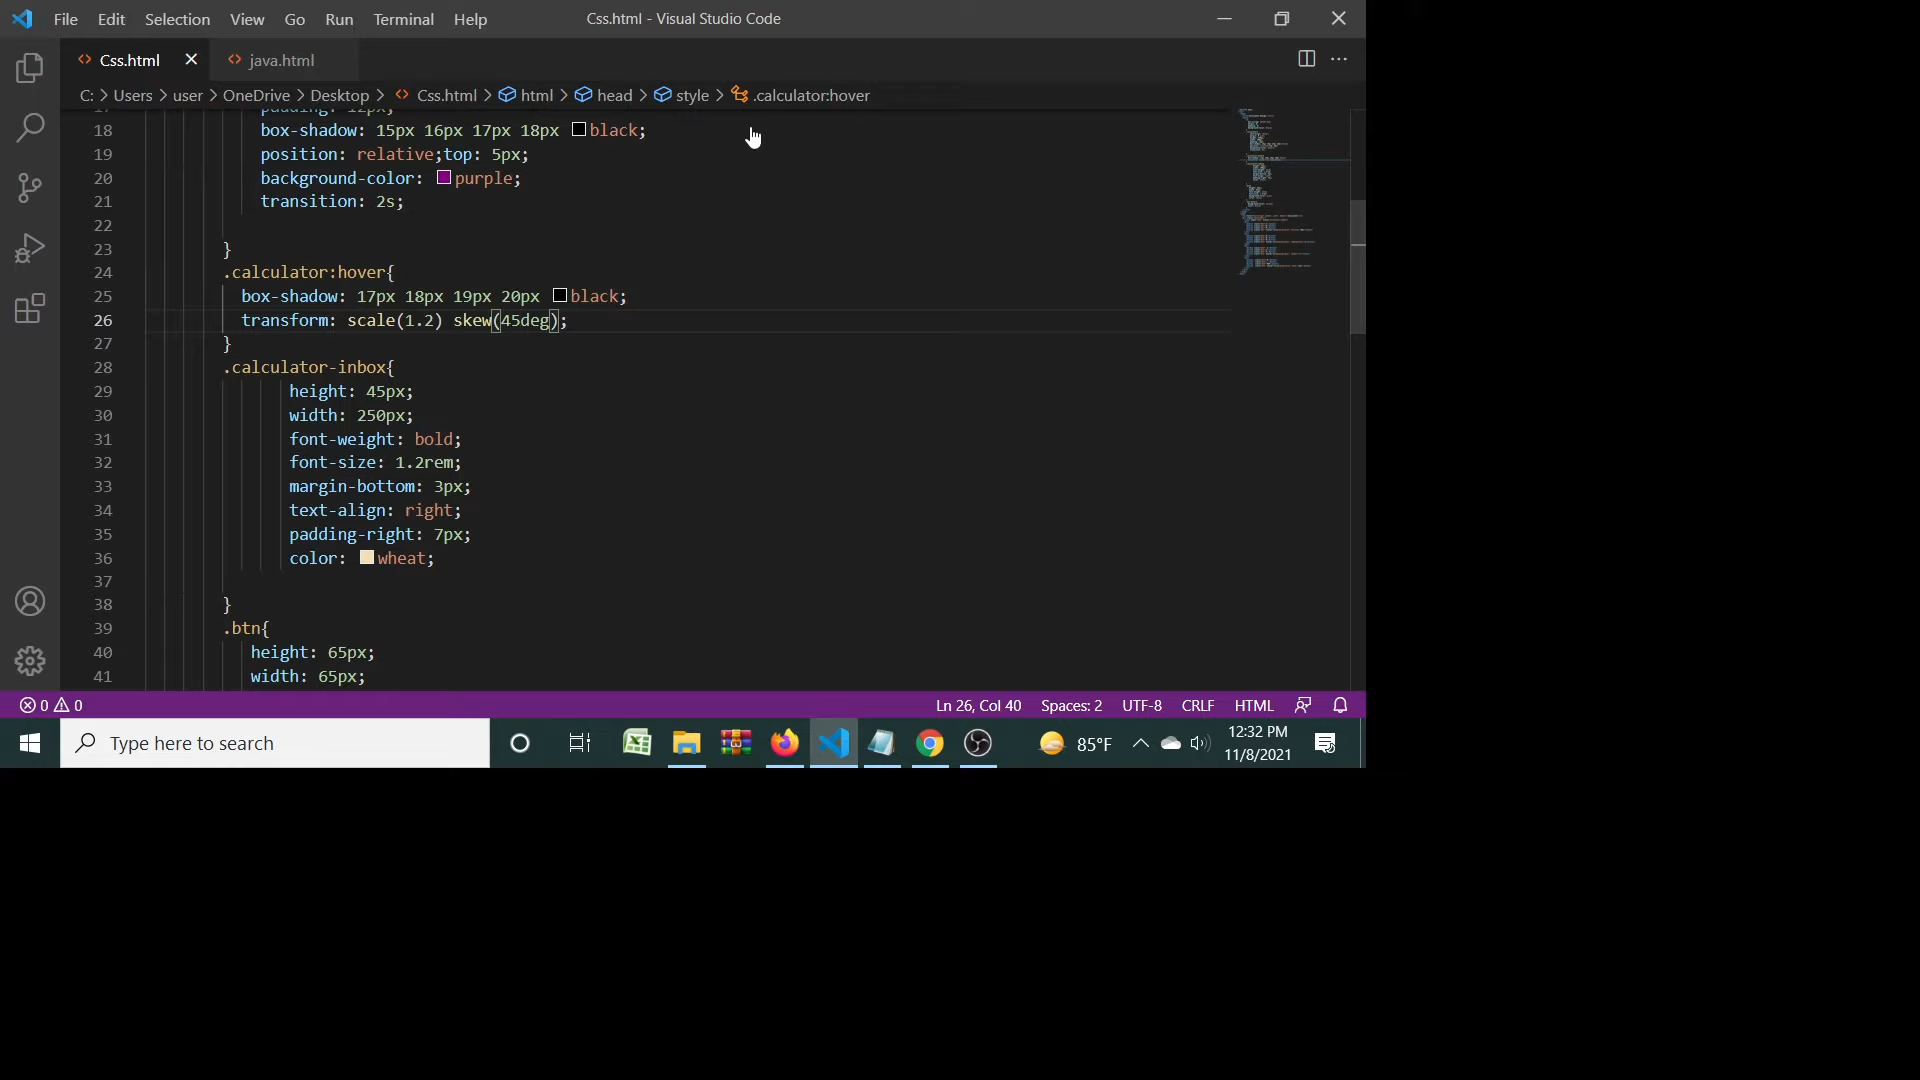 File Edit Selection View Go Run Terminal Help Css.html - Visual Studio Code
Css.html java.html
C: > Users > user > OneDrive > Desktop > Css.html > html > head > style > .calculator:hover
padding: 12px;
18 box-shadow: 15px 16px 17px 18px black;
19 position: relative;top: 5px;
20 background-color: purple;
21 transition: 2s;
22
23 }
24 .calculator:hover{
25 box-shadow: 17px 18px 19px 20px black;
26 transform: scale(1.2) skew(45deg);
27 }
28 .calculator-inbox{
29 height: 45px;
30 width: 250px;
31 font-weight: bold;
32 font-size: 1.2rem;
33 margin-bottom: 3px;
34 text-align: right;
35 padding-right: 7px;
36 color: wheat;
37
38 }
39 .btn{
40 height: 65px;
41 width: 65px;
0 0 Ln 26, Col 40 Spaces: 2 UTF-8 CRLF HTML
Type here to search 85°F 12:32 PM
11/8/2021